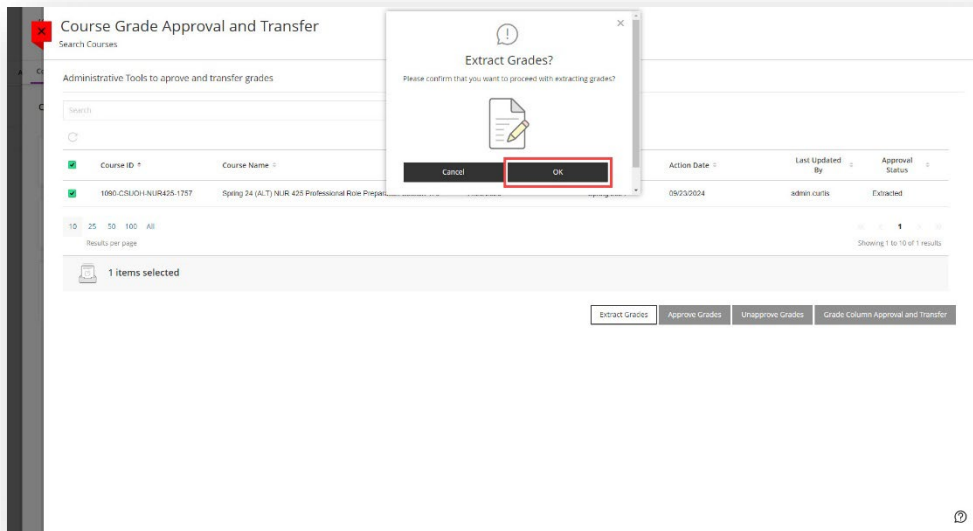 Course Grade Approval and Transfer
Search Courses
Administrative Tools to aprove and transfer grades
Search
Extract Grades?
Please confirm that you want to proceed with extracting grades?
Cancel OK
Course ID Course Name Action Date Last Updated By Approval Status
1090-CSUOH-NUR425-1757 Spring 24 (ALT) NUR 425 Professional Role 09/23/2024 admin curtis Extracted
10 25 50 100 All 1
Results per page Showing 1 to 10 of 1 results
1 items selected
Extract Grades Approve Grades Unapprove Grades Grade Column Approval and Transfer